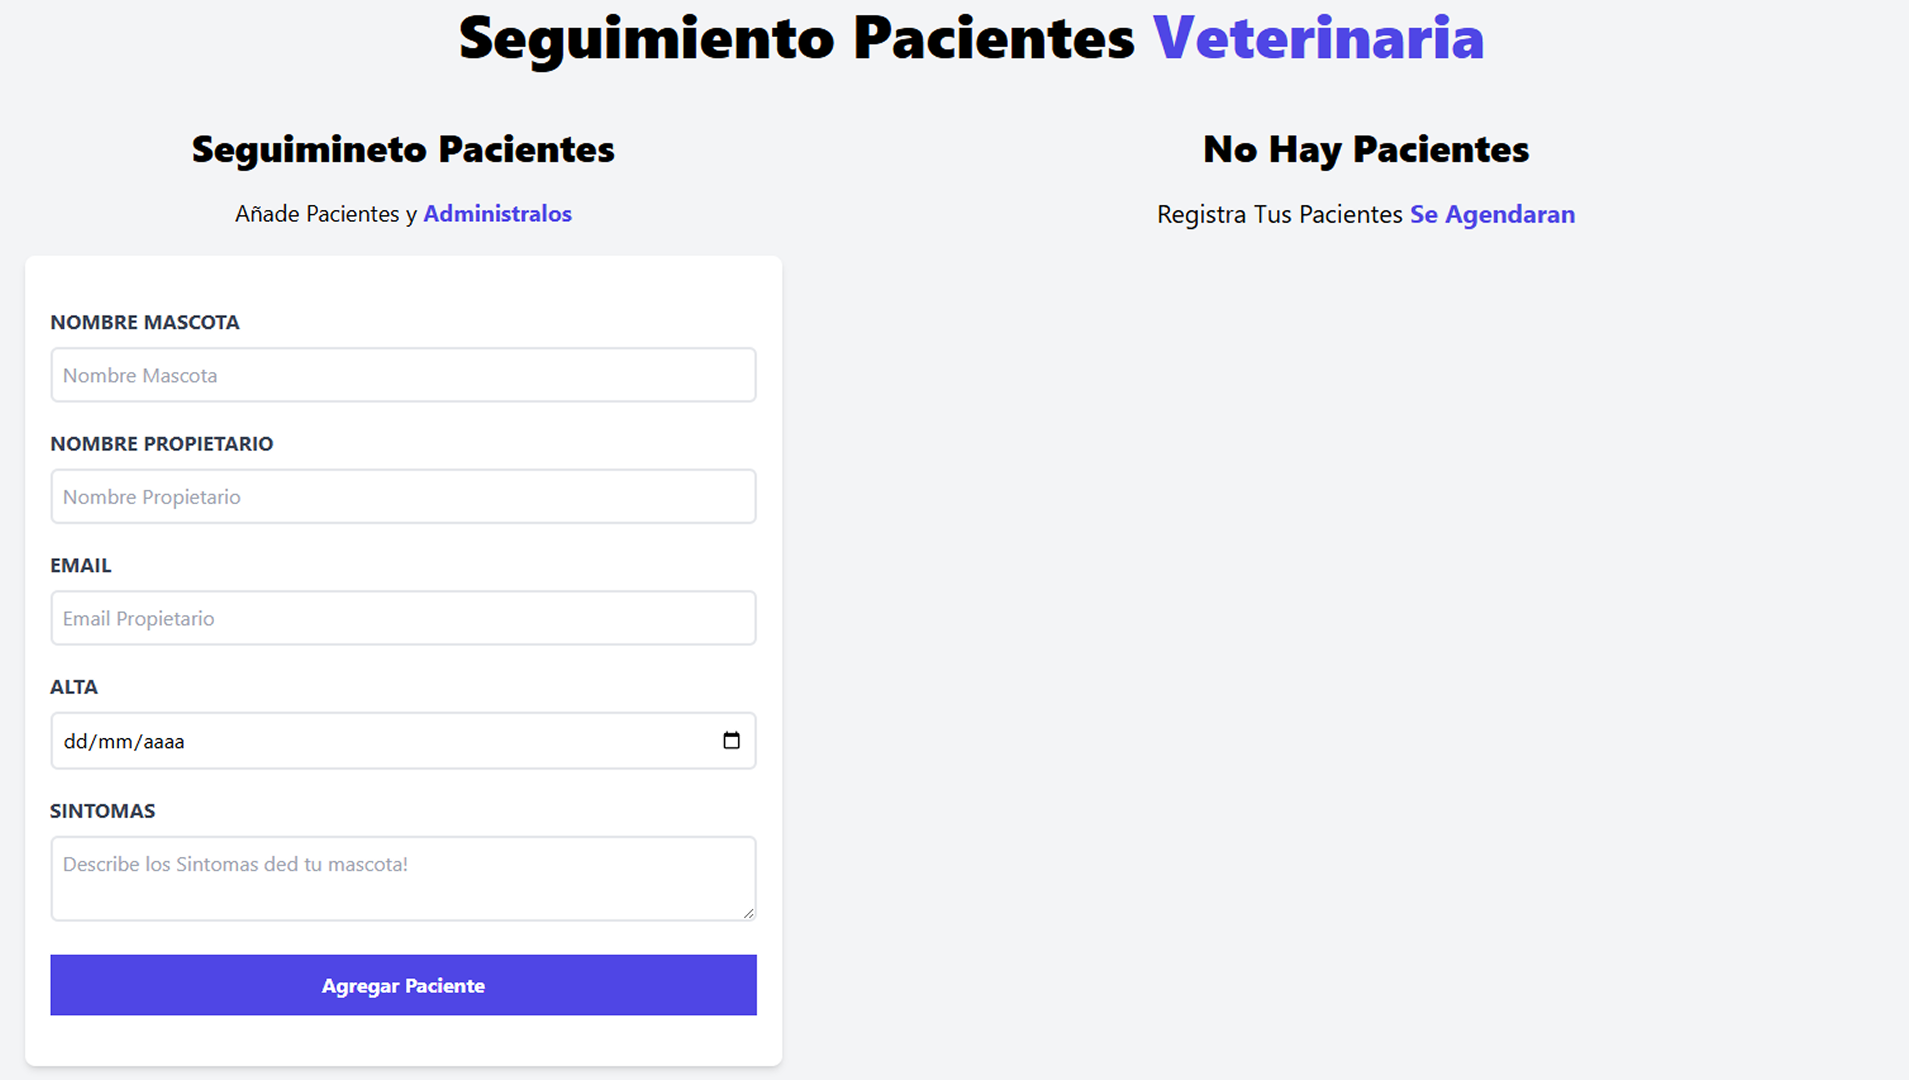 Seguimiento Pacientes Veterinaria
Seguimineto Pacientes
Añade Pacientes y Administralos
NOMBRE MASCOTA
Nombre Mascota
NOMBRE PROPIETARIO
Nombre Propietario
EMAIL
Email Propietario
ALTA
dd/mm/aaaa
SINTOMAS
Describe los Sintomas ded tu mascota!
Agregar Paciente
No Hay Pacientes
Registra Tus Pacientes Se Agendaran